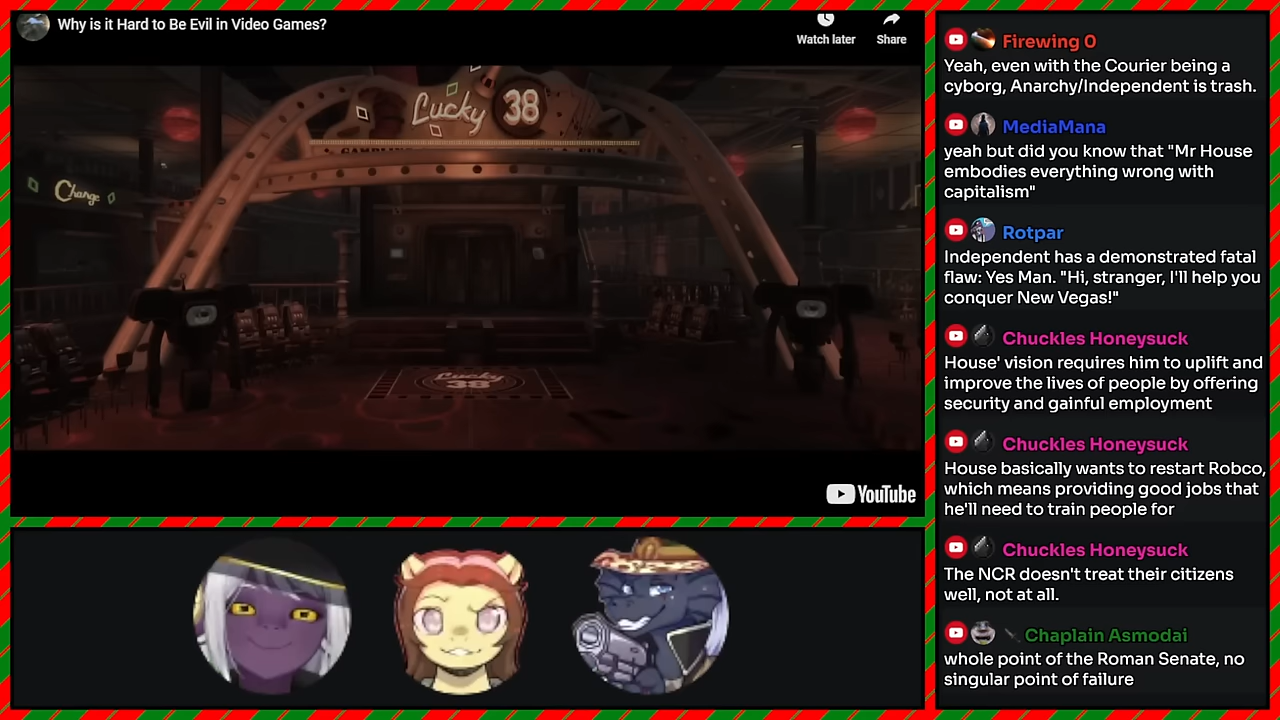 Why is it Hard to Be Evil in Video Games?
Watch later
Share
Lucky 38
Change
Lucky
38
YouTube
Firewing 0
Yeah, even with the Courier being a
cyborg, Anarchy/Independent is trash.
MediaMana
yeah but did you know that "Mr House
embodies everything wrong with
capitalism"
Rotpar
Independent has a demonstrated fatal
flaw: Yes Man. "Hi, stranger, I'll help you
conquer New Vegas!"
Chuckles Honeysuck
House' vision requires him to uplift and
improve the lives of people by offering
security and gainful employment
Chuckles Honeysuck
House basically wants to restart Robco,
which means providing good jobs that
he'll need to train people for
Chuckles Honeysuck
The NCR doesn't treat their citizens
well, not at all.
Chaplain Asmodai
whole point of the Roman Senate, no
singular point of failure